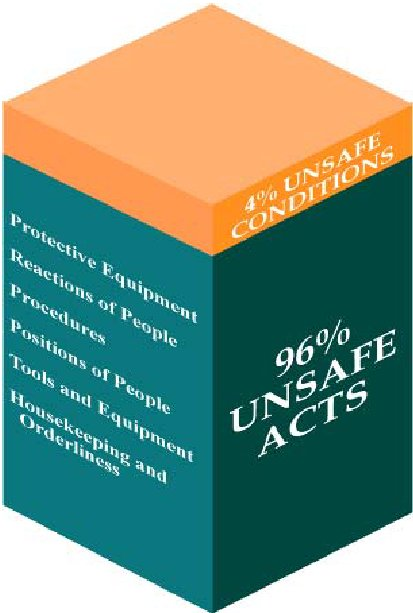 4% UNSAFE
CONDITIONS
Protective Equipment
Reactions of People
Procedures
Positions of People
Tools and Equipment
Housekeeping and
Orderliness
96%
UNSAFE
ACTS